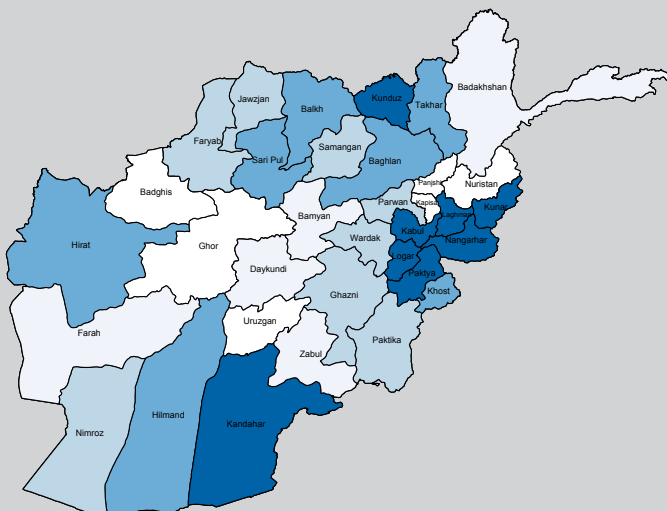 Badakhshan
Jawzjan
Kunduz
Takhar
Balkh
Faryab
Samangan
Sari Pul
Baghlan
Panjshir
Nuristan
Badghis
Kapisa
Parwan
Kunar
Laghman
Bamyan
Kabul
Wardak
Nangarhar
Hirat
Ghor
Logar
Daykundi
Paktya
Khost
Ghazni
Uruzgan
Farah
Paktika
Zabul
Hilmand
Kandahar
Nimroz